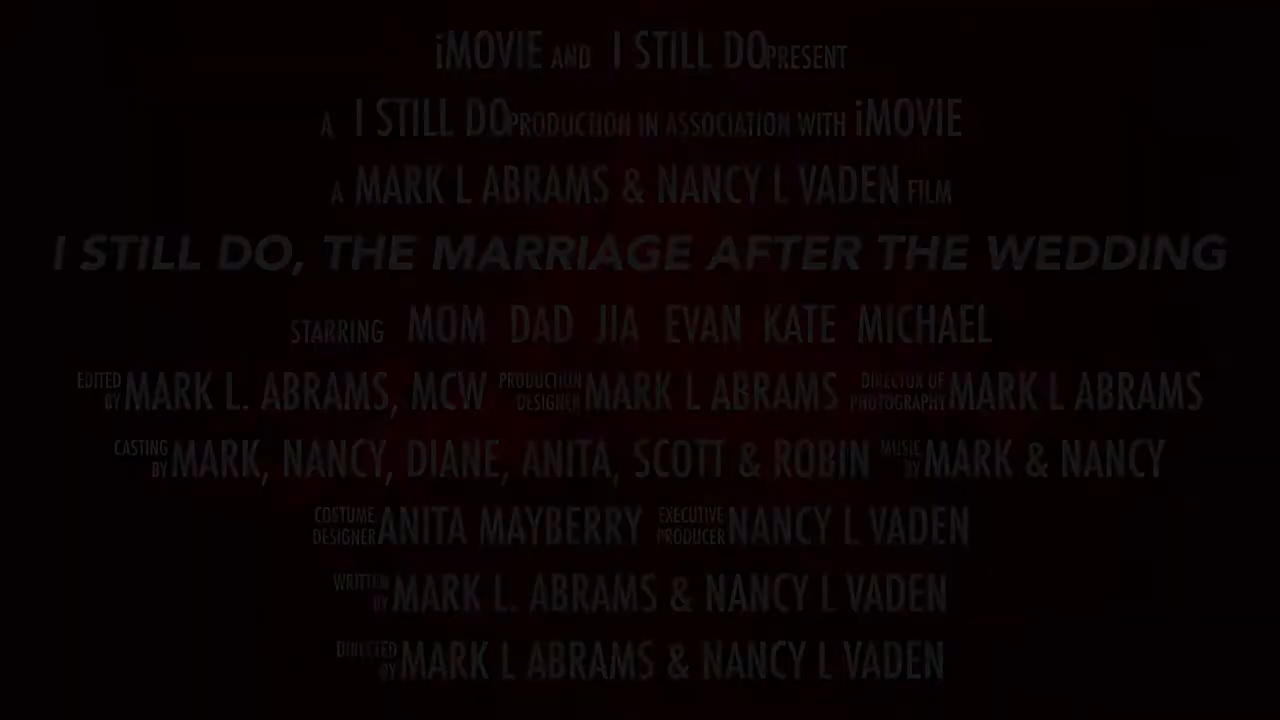 iMOVIE AND I STILL DO PRESENT
A I STILL DO PRODUCTION IN ASSOCIATION WITH iMOVIE
A MARK L ABRAMS & NANCY L VADEN FILM
I STILL DO, THE MARRIAGE AFTER THE WEDDING
STARRING MOM DAD JIA EVAN KATE MICHAEL
EDITED BY MARK L. ABRAMS, MCW PRODUCTION DESIGNER MARK L ABRAMS DIRECTOR OF PHOTOGRAPHY MARK L ABRAMS
CASTING BY MARK, NANCY, DIANE, ANITA, SCOTT & ROBIN MUSIC BY MARK & NANCY
COSTUME DESIGNER ANITA MAYBERRY EXECUTIVE PRODUCER NANCY L VADEN
WRITTEN BY MARK L. ABRAMS & NANCY L VADEN
DIRECTED BY MARK L ABRAMS & NANCY L VADEN